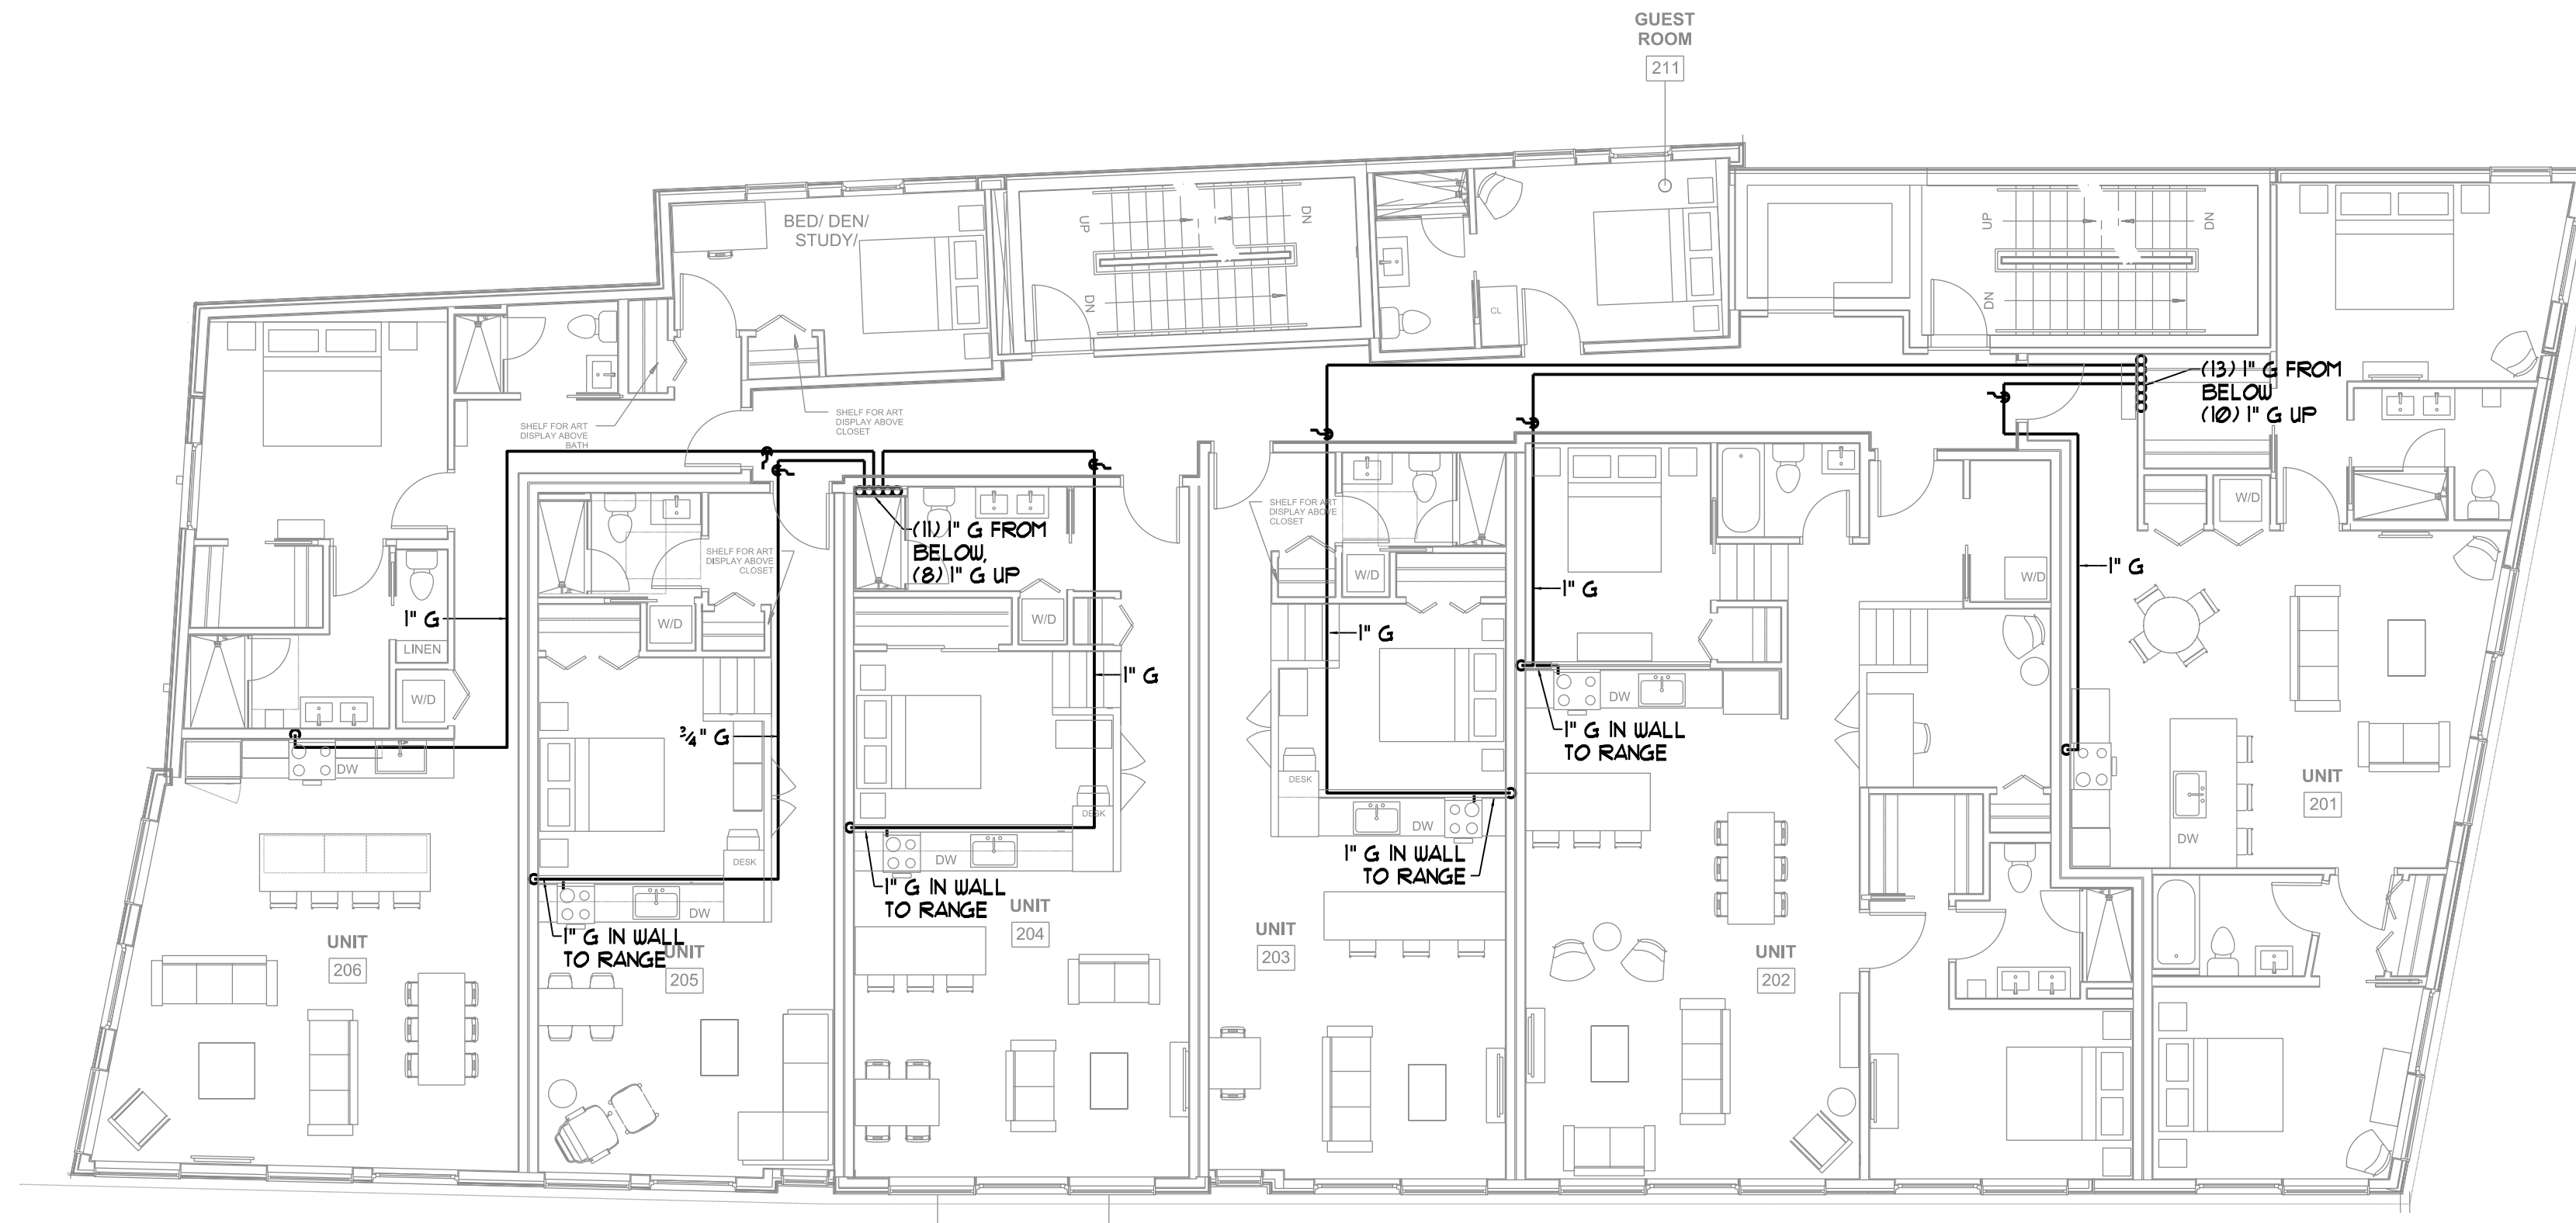 GUEST
ROOM
211
BED/ DEN/
STUDY/
UP
DN
DN
UP
DN
DN
CL
(13) 1" G FROM
BELOW
(10) 1" G UP
SHELF FOR ART
DISPLAY ABOVE
CLOSET
SHELF FOR ART
DISPLAY ABOVE
BATH
SHELF FOR ART
DISPLAY ABOVE
CLOSET
SHELF FOR ART
DISPLAY ABOVE
CLOSET
(11) 1" G FROM
BELOW,
(8) 1" G UP
W/D
W/D
W/D
W/D
W/D
W/D
1" G
1" G
1" G
1" G
1" G
LINEN
3/4" G
1" G IN WALL
TO RANGE
DW
DW
DW
DW
DW
DW
DESK
DESK
DESK
1" G IN WALL
TO RANGE
1" G IN WALL
TO RANGE
1" G IN WALL
TO RANGE
UNIT
201
UNIT
202
UNIT
203
UNIT
204
UNIT
205
UNIT
206